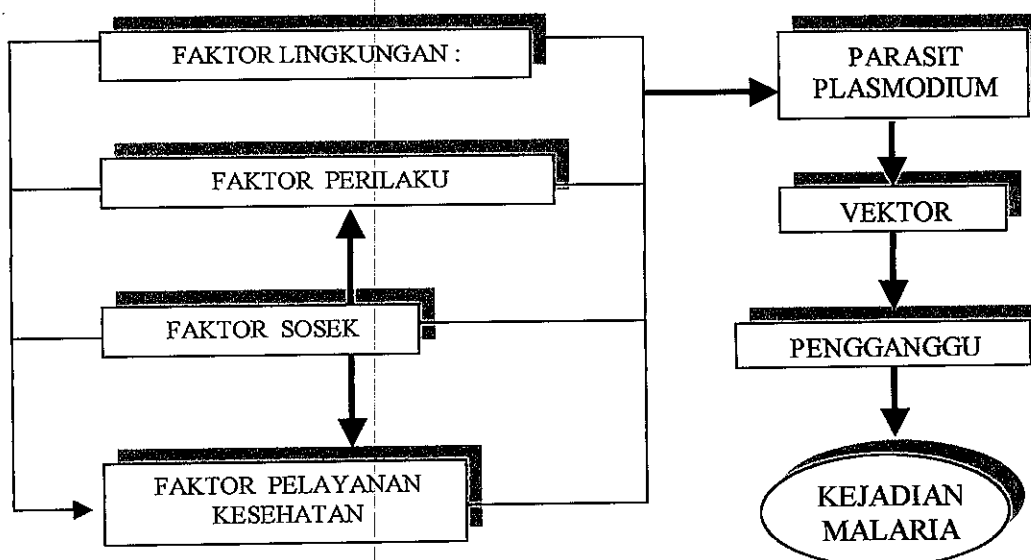 FAKTOR LINGKUNGAN :
FAKTOR PERILAKU
FAKTOR SOSEK
FAKTOR PELAYANAN
KESEHATAN
PARASIT
PLASMODIUM
VEKTOR
PENGGANGGU
KEJADIAN
MALARIA